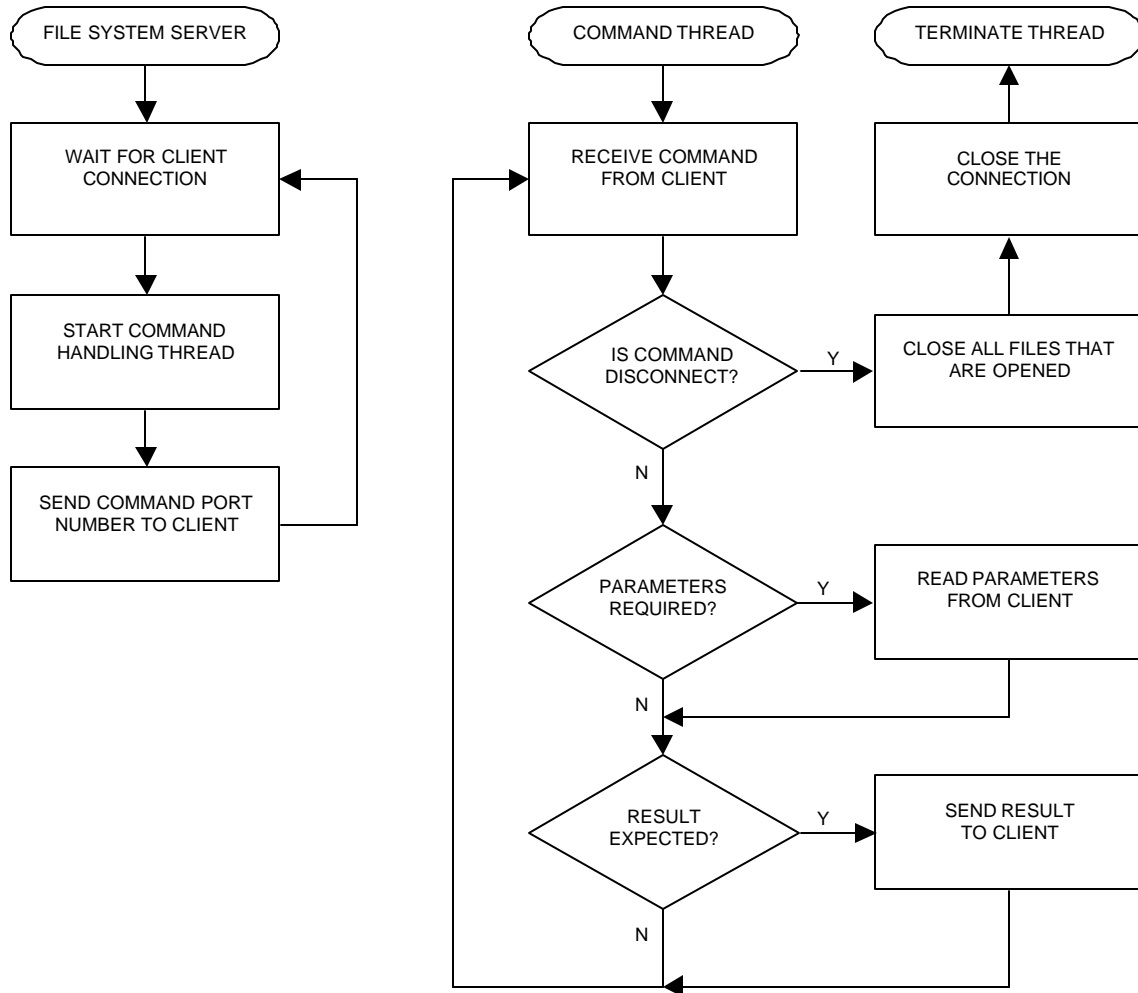 FILE SYSTEM SERVER
WAIT FOR CLIENT
CONNECTION
START COMMAND
HANDLING THREAD
SEND COMMAND PORT
NUMBER TO CLIENT
COMMAND THREAD
RECEIVE COMMAND
FROM CLIENT
IS COMMAND
DISCONNECT?
Y
N
PARAMETERS
REQUIRED?
Y
N
RESULT
EXPECTED?
Y
N
TERMINATE THREAD
CLOSE THE
CONNECTION
CLOSE ALL FILES THAT
ARE OPENED
READ PARAMETERS
FROM CLIENT
SEND RESULT
TO CLIENT